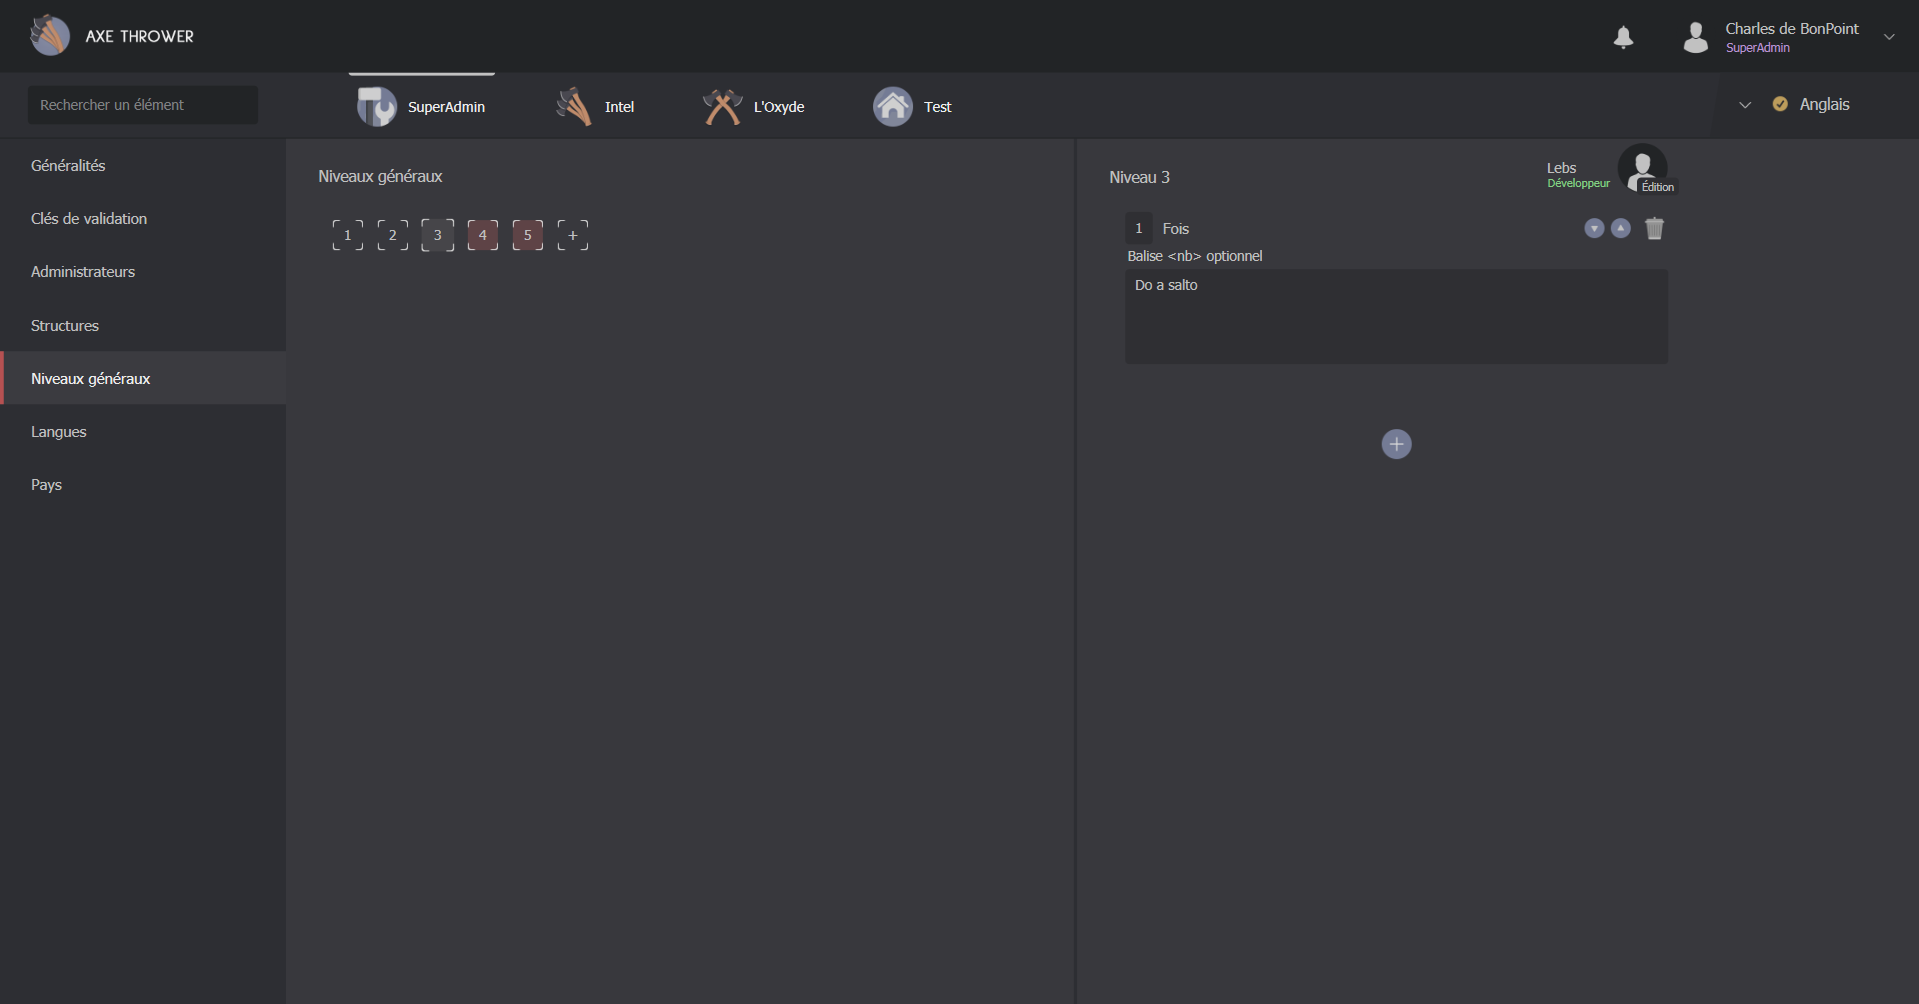 AXE THROWER
Charles de BonPoint
SuperAdmin
Rechercher un élément
SuperAdmin
Intel
L'Oxyde
Test
Anglais
Généralités
Clés de validation
Administrateurs
Structures
Niveaux généraux
Langues
Pays
Niveaux généraux
1 2 3 4 5 +
Niveau 3
Lebs
Développeur
Édition
1 Fois
Balise <nb> optionnel
Do a salto